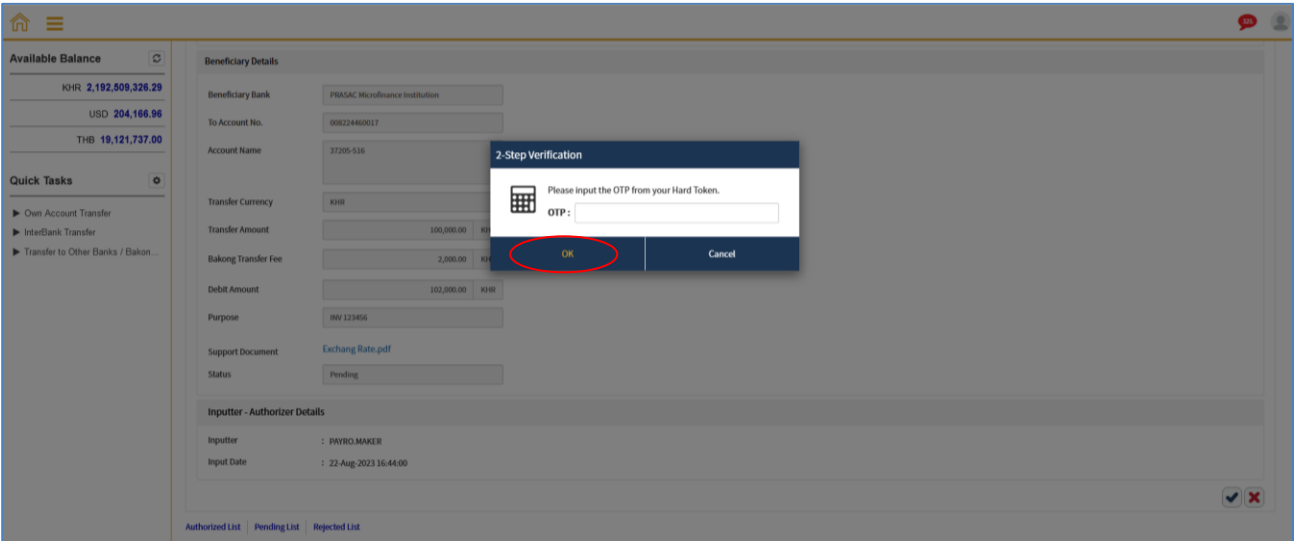 325
Available Balance
KHR 2,192,509,326.29
USD 204,166.96
THB 19,121,737.00
Quick Tasks
Own Account Transfer
InterBank Transfer
Transfer to Other Banks / Bakon...
Beneficiary Details
Beneficiary Bank PRASAC Microfinance Institution
To Account No. 008224460017
Account Name 37205-516
Transfer Currency KHR
Transfer Amount 100,000.00
Bakong Transfer Fee 2,000.00
Debit Amount 102,000.00 KHR
Purpose INV 123456
Support Document Exchang Rate.pdf
Status Pending
2-Step Verification
Please input the OTP from your Hard Token.
OTP :
OK Cancel
Inputter - Authorizer Details
Inputter : PAYRO.MAKER
Input Date : 22-Aug-2023 16:44:00
Authorized List Pending List Rejected List